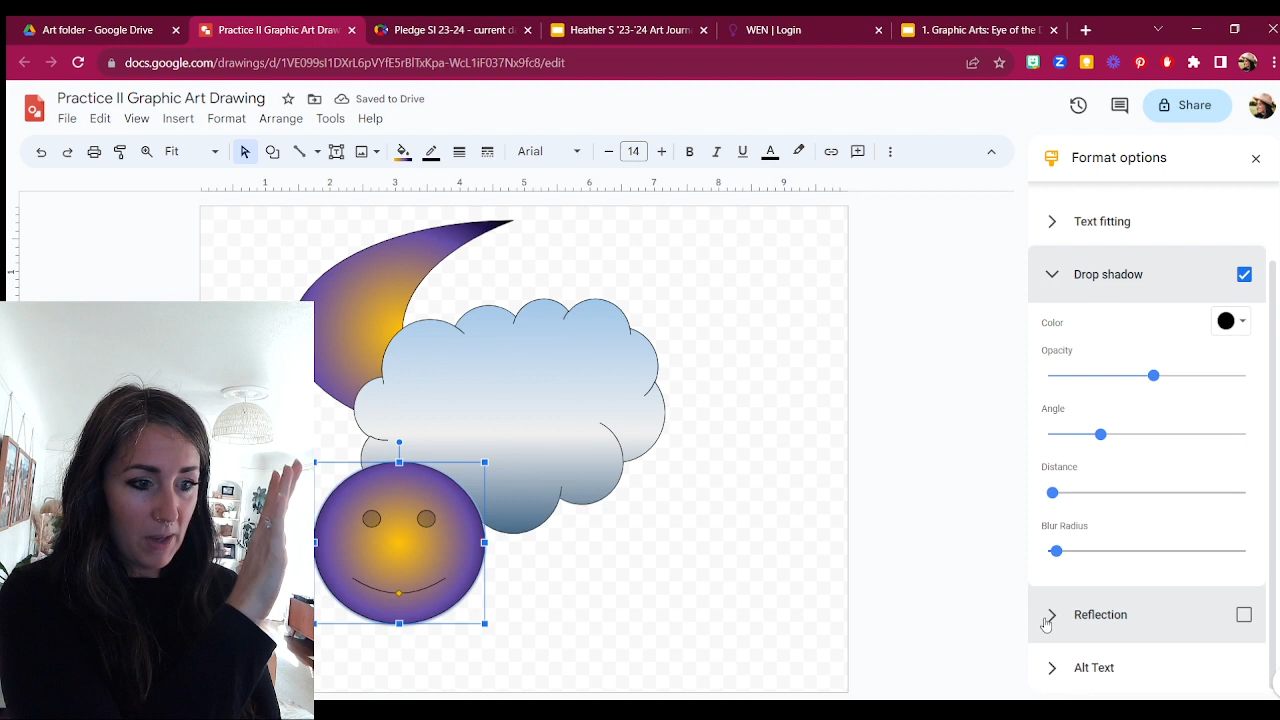 Art folder - Google Drive
Practice II Graphic Art Draw
Pledge SI 23-24 - current d
Heather S '23-'24 Art Journ
WEN | Login
1. Graphic Arts: Eye of the
docs.google.com/drawings/d/1VE099sI1DXrL6pVYfE5rBlTxKpa-WcL1iF037Nx9fc8/edit
Practice II Graphic Art Drawing
Saved to Drive
Share
File Edit View Insert Format Arrange Tools Help
Fit
Arial
14
B I U A
Format options
1 2 3 4 5 6 7 8 9
1
Text fitting
Drop shadow
Color
Opacity
Angle
Distance
Blur Radius
Reflection
Alt Text